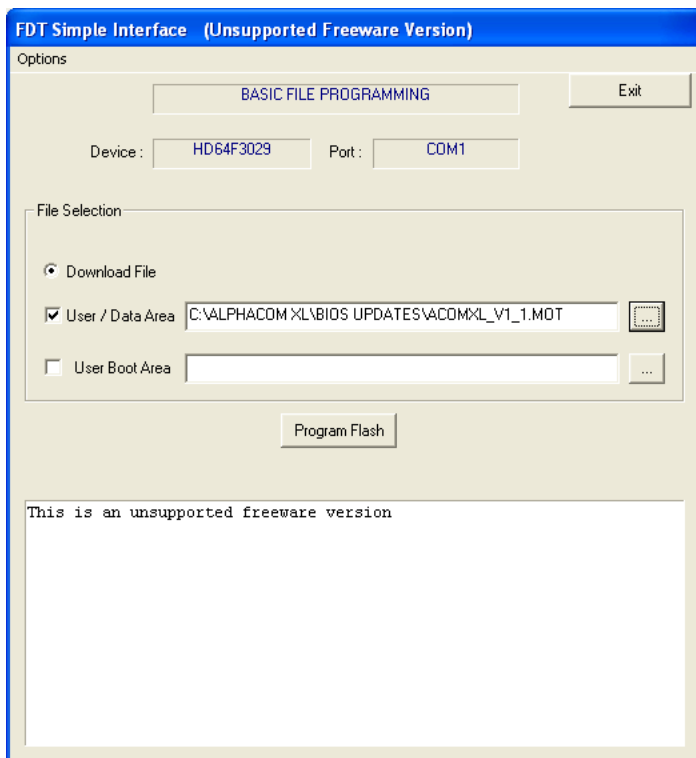 FDT Simple Interface (Unsupported Freeware Version)
Options
BASIC FILE PROGRAMMING
Exit
Device : HD64F3029 Port : COM1
File Selection
Download File
User / Data Area C:\ALPHACOM XL\BIOS UPDATES\ACOMXL_V1_1.MOT ...
User Boot Area ...
Program Flash
This is an unsupported freeware version